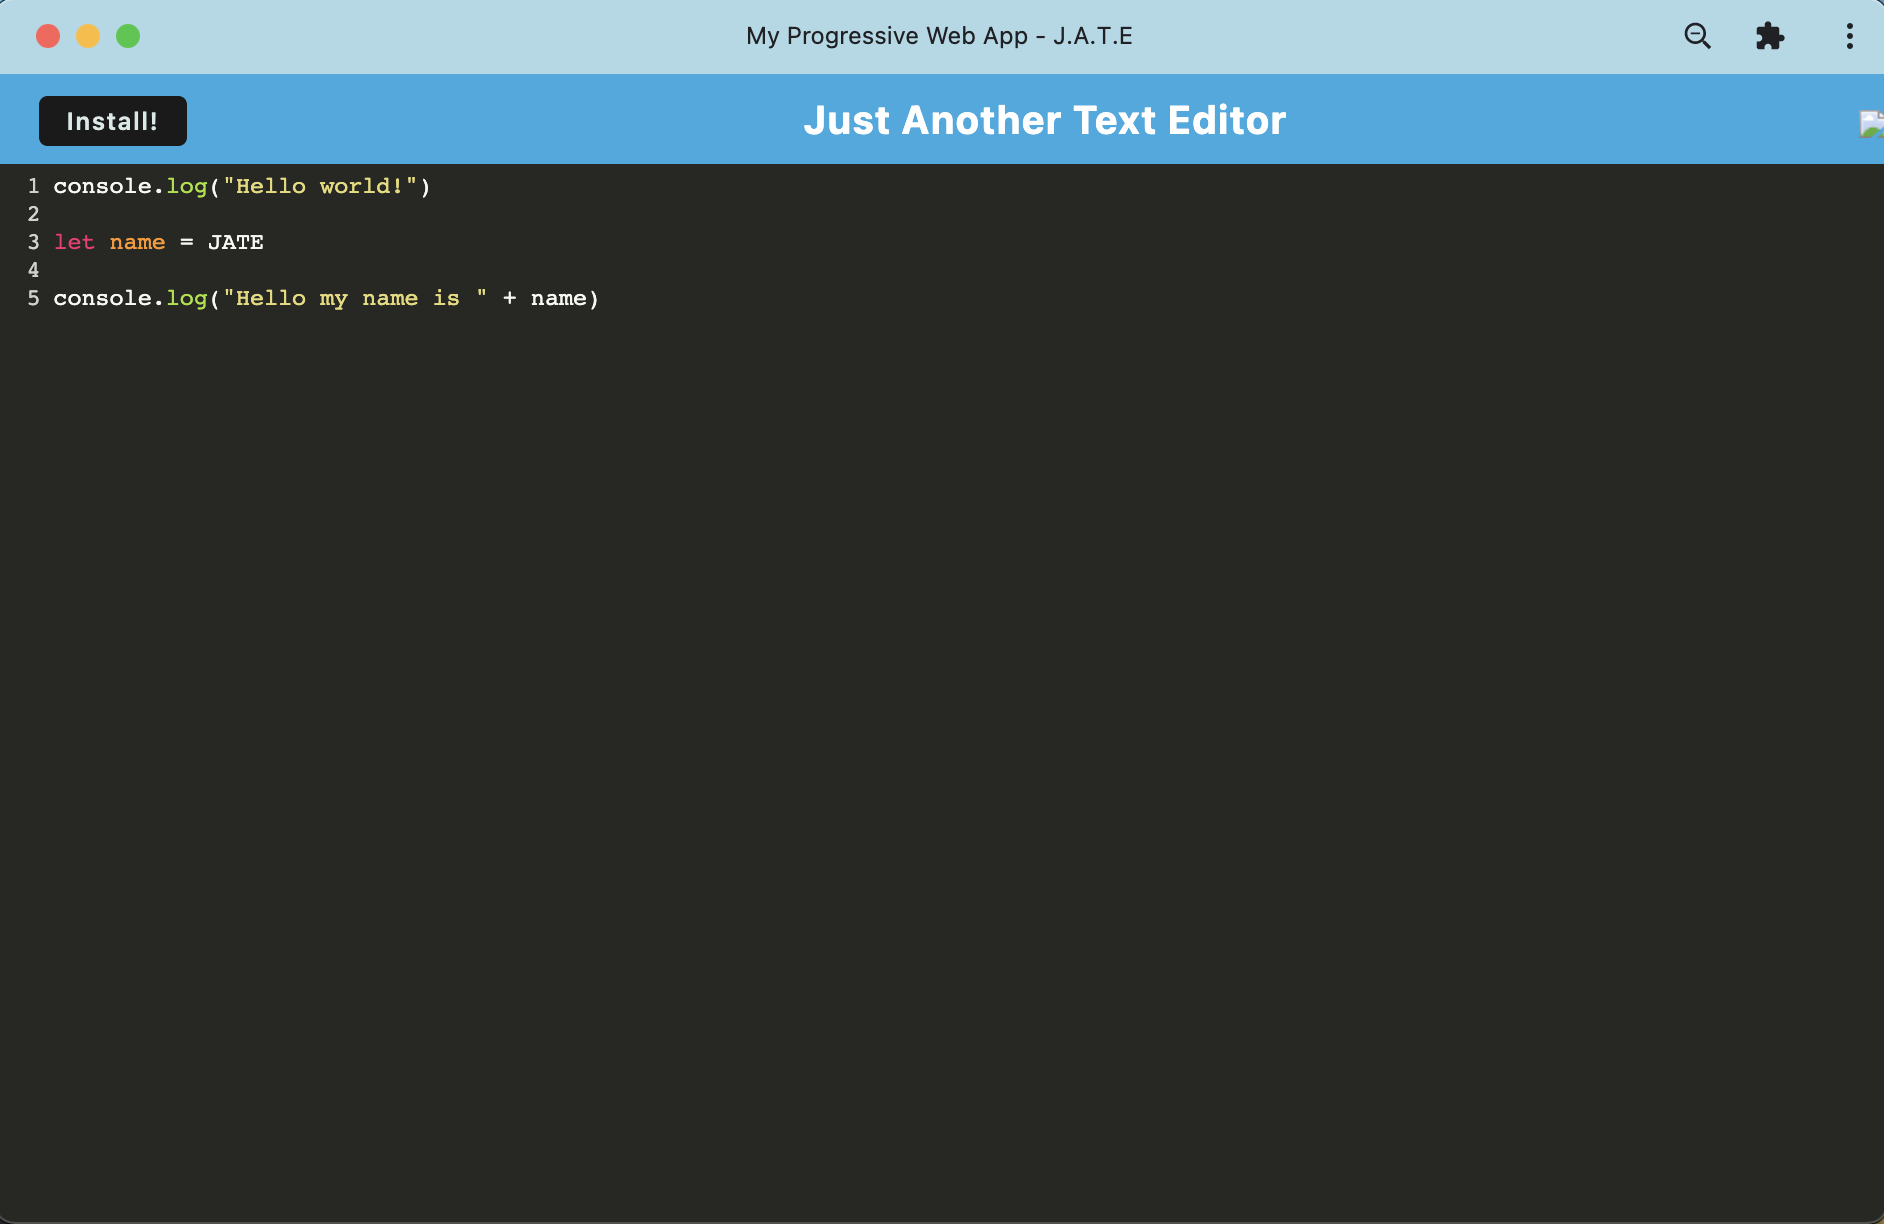 My Progressive Web App - J.A.T.E
Install!
Just Another Text Editor
1 console.log("Hello world!")
2
3 let name = JATE
4
5 console.log("Hello my name is " + name)